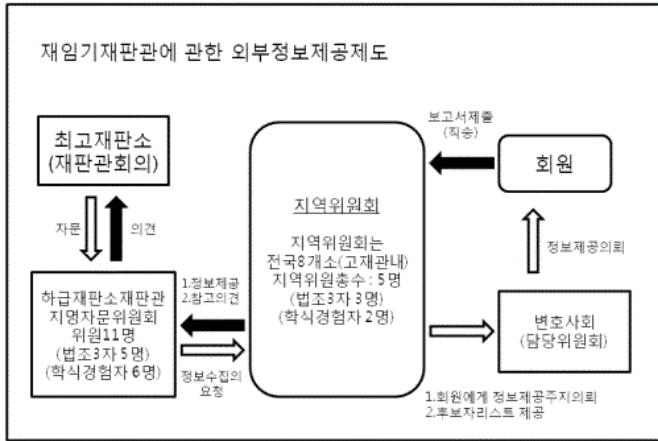 재임기재판관에 관한 외부정보제공제도
최고재판소
(재판관회의)
자문
의견
하급재판소재판관
지명자문위원회
위원11명
(법조3자 5명)
(학식경험자 6명)
1.정보제공
2.참고의견
정보수집의
요청
지역위원회
지역위원회는
전국8개소(고재관내)
지역위원총수 : 5명
(법조3자 3명)
(학식경험자 2명)
보고서제출
(직송)
회원
정보제공의뢰
변호사회
(담당위원회)
1.회원에게 정보제공주지의뢰
2.후보자리스트 제공